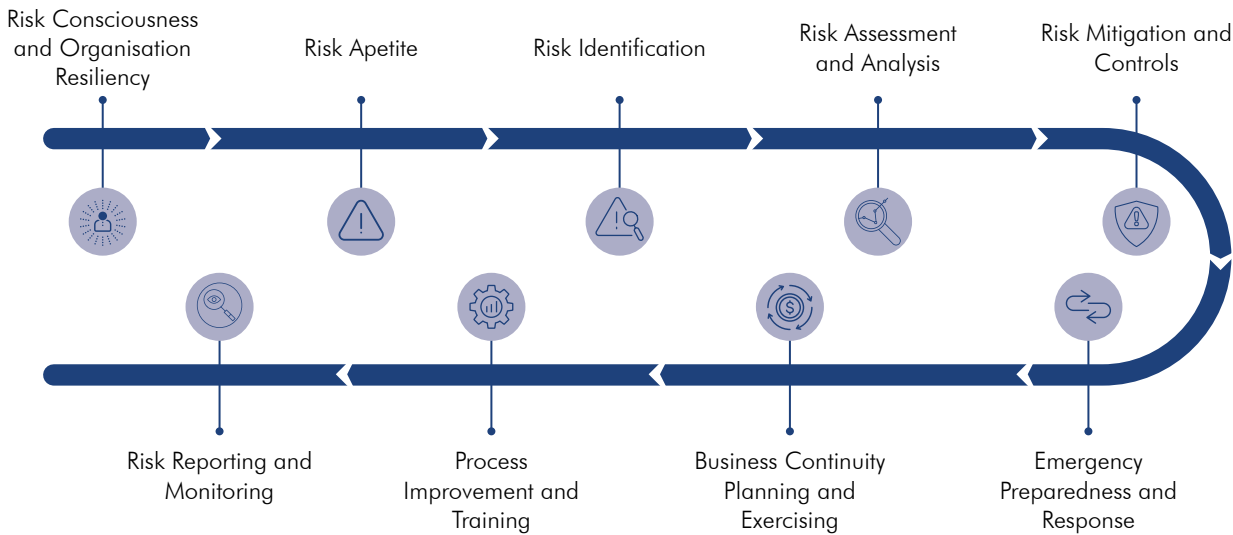 Risk Consciousness
and Organisation
Resiliency
Risk Apetite
Risk Identification
Risk Assessment
and Analysis
Risk Mitigation and
Controls
$
Risk Reporting and
Monitoring
Process
Improvement and
Training
Business Continuity
Planning and
Exercising
Emergency
Preparedness and
Response